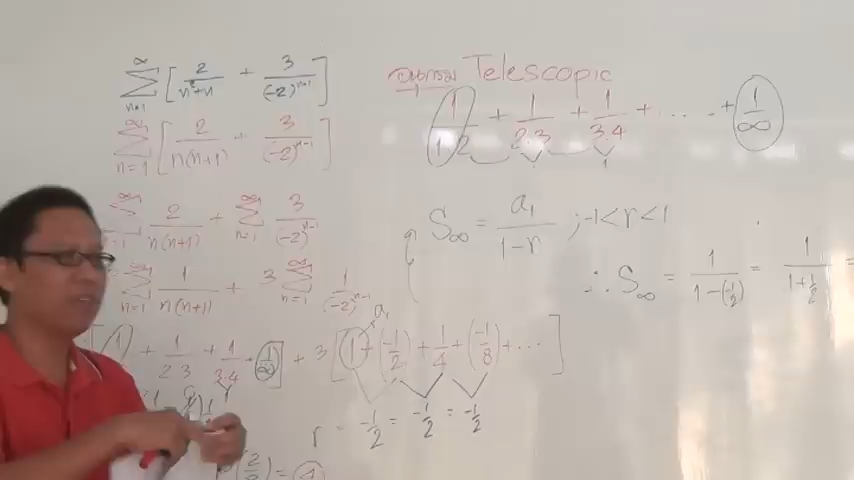 ∞ Σ n=1 [ 2/(n²+n) + 3/(-2)^(n-1) ]
∞ Σ n=1 [ 2/(n(n+1)) + 3/(-2)^(n-1) ]
∞ Σ n=1 2/(n(n+1)) + ∞ Σ n=1 3/(-2)^(n-1)
∞ Σ n=1 1/(n(n+1)) + 3 ∞ Σ n=1 1/(-2)^(n-1)
+ 1/(2 3) + 1/(3.4) 1/∞ ] + 3 [ 1 + (-1/2) + 1/4 + (-1/8) + ... ]
a₁
r = -1/2 = -1/2 = -1/2
Telescopic
1/(1 2) + 1/(2.3) + 1/(3.4) + .... + 1/∞
S∞ = a₁/(1-r) ; -1<r<1
∴ S∞ = 1/(1-(-1/2)) = 1/(1+1/2) =